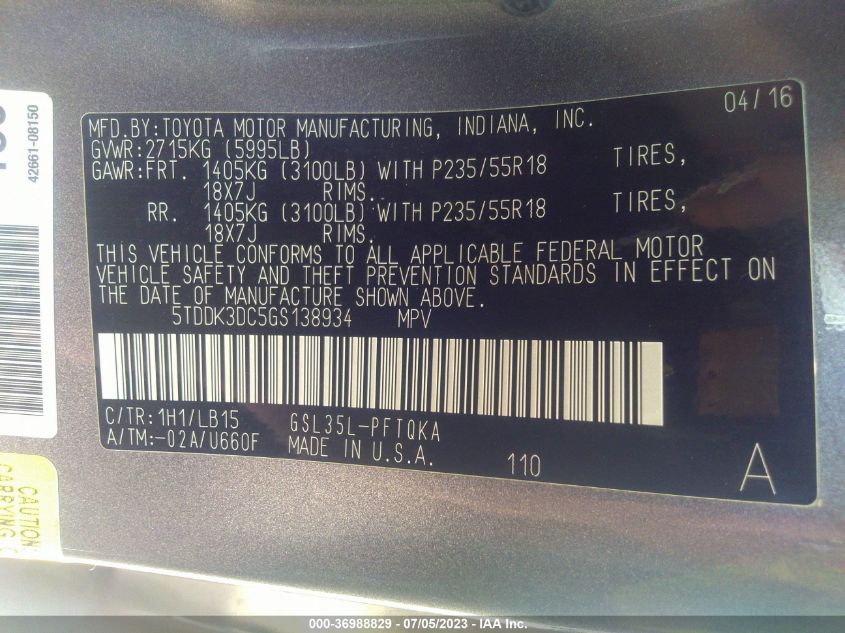 04/16
MFD.BY:TOYOTA MOTOR MANUFACTURING, INDIANA, INC.
GVWR:2715KG (5995LB)
GAWR:FRT. 1405KG (3100LB) WITH P235/55R18 TIRES,
18X7J RIMS.
RR. 1405KG (3100LB) WITH P235/55R18 TIRES,
18X7J RIMS.
THIS VEHICLE CONFORMS TO ALL APPLICABLE FEDERAL MOTOR
VEHICLE SAFETY AND THEFT PREVENTION STANDARDS IN EFFECT ON
THE DATE OF MANUFACTURE SHOWN ABOVE.
5TDDK3DC5GS138934 MPV
C/TR:1H1/LB15 GSL35L-PFTQKA
A/TM:-02A/U660F MADE IN U.S.A. 110 A
42661-08150
CAUTION
CARRYING
000-36988829 - 07/05/2023 - IAA Inc.